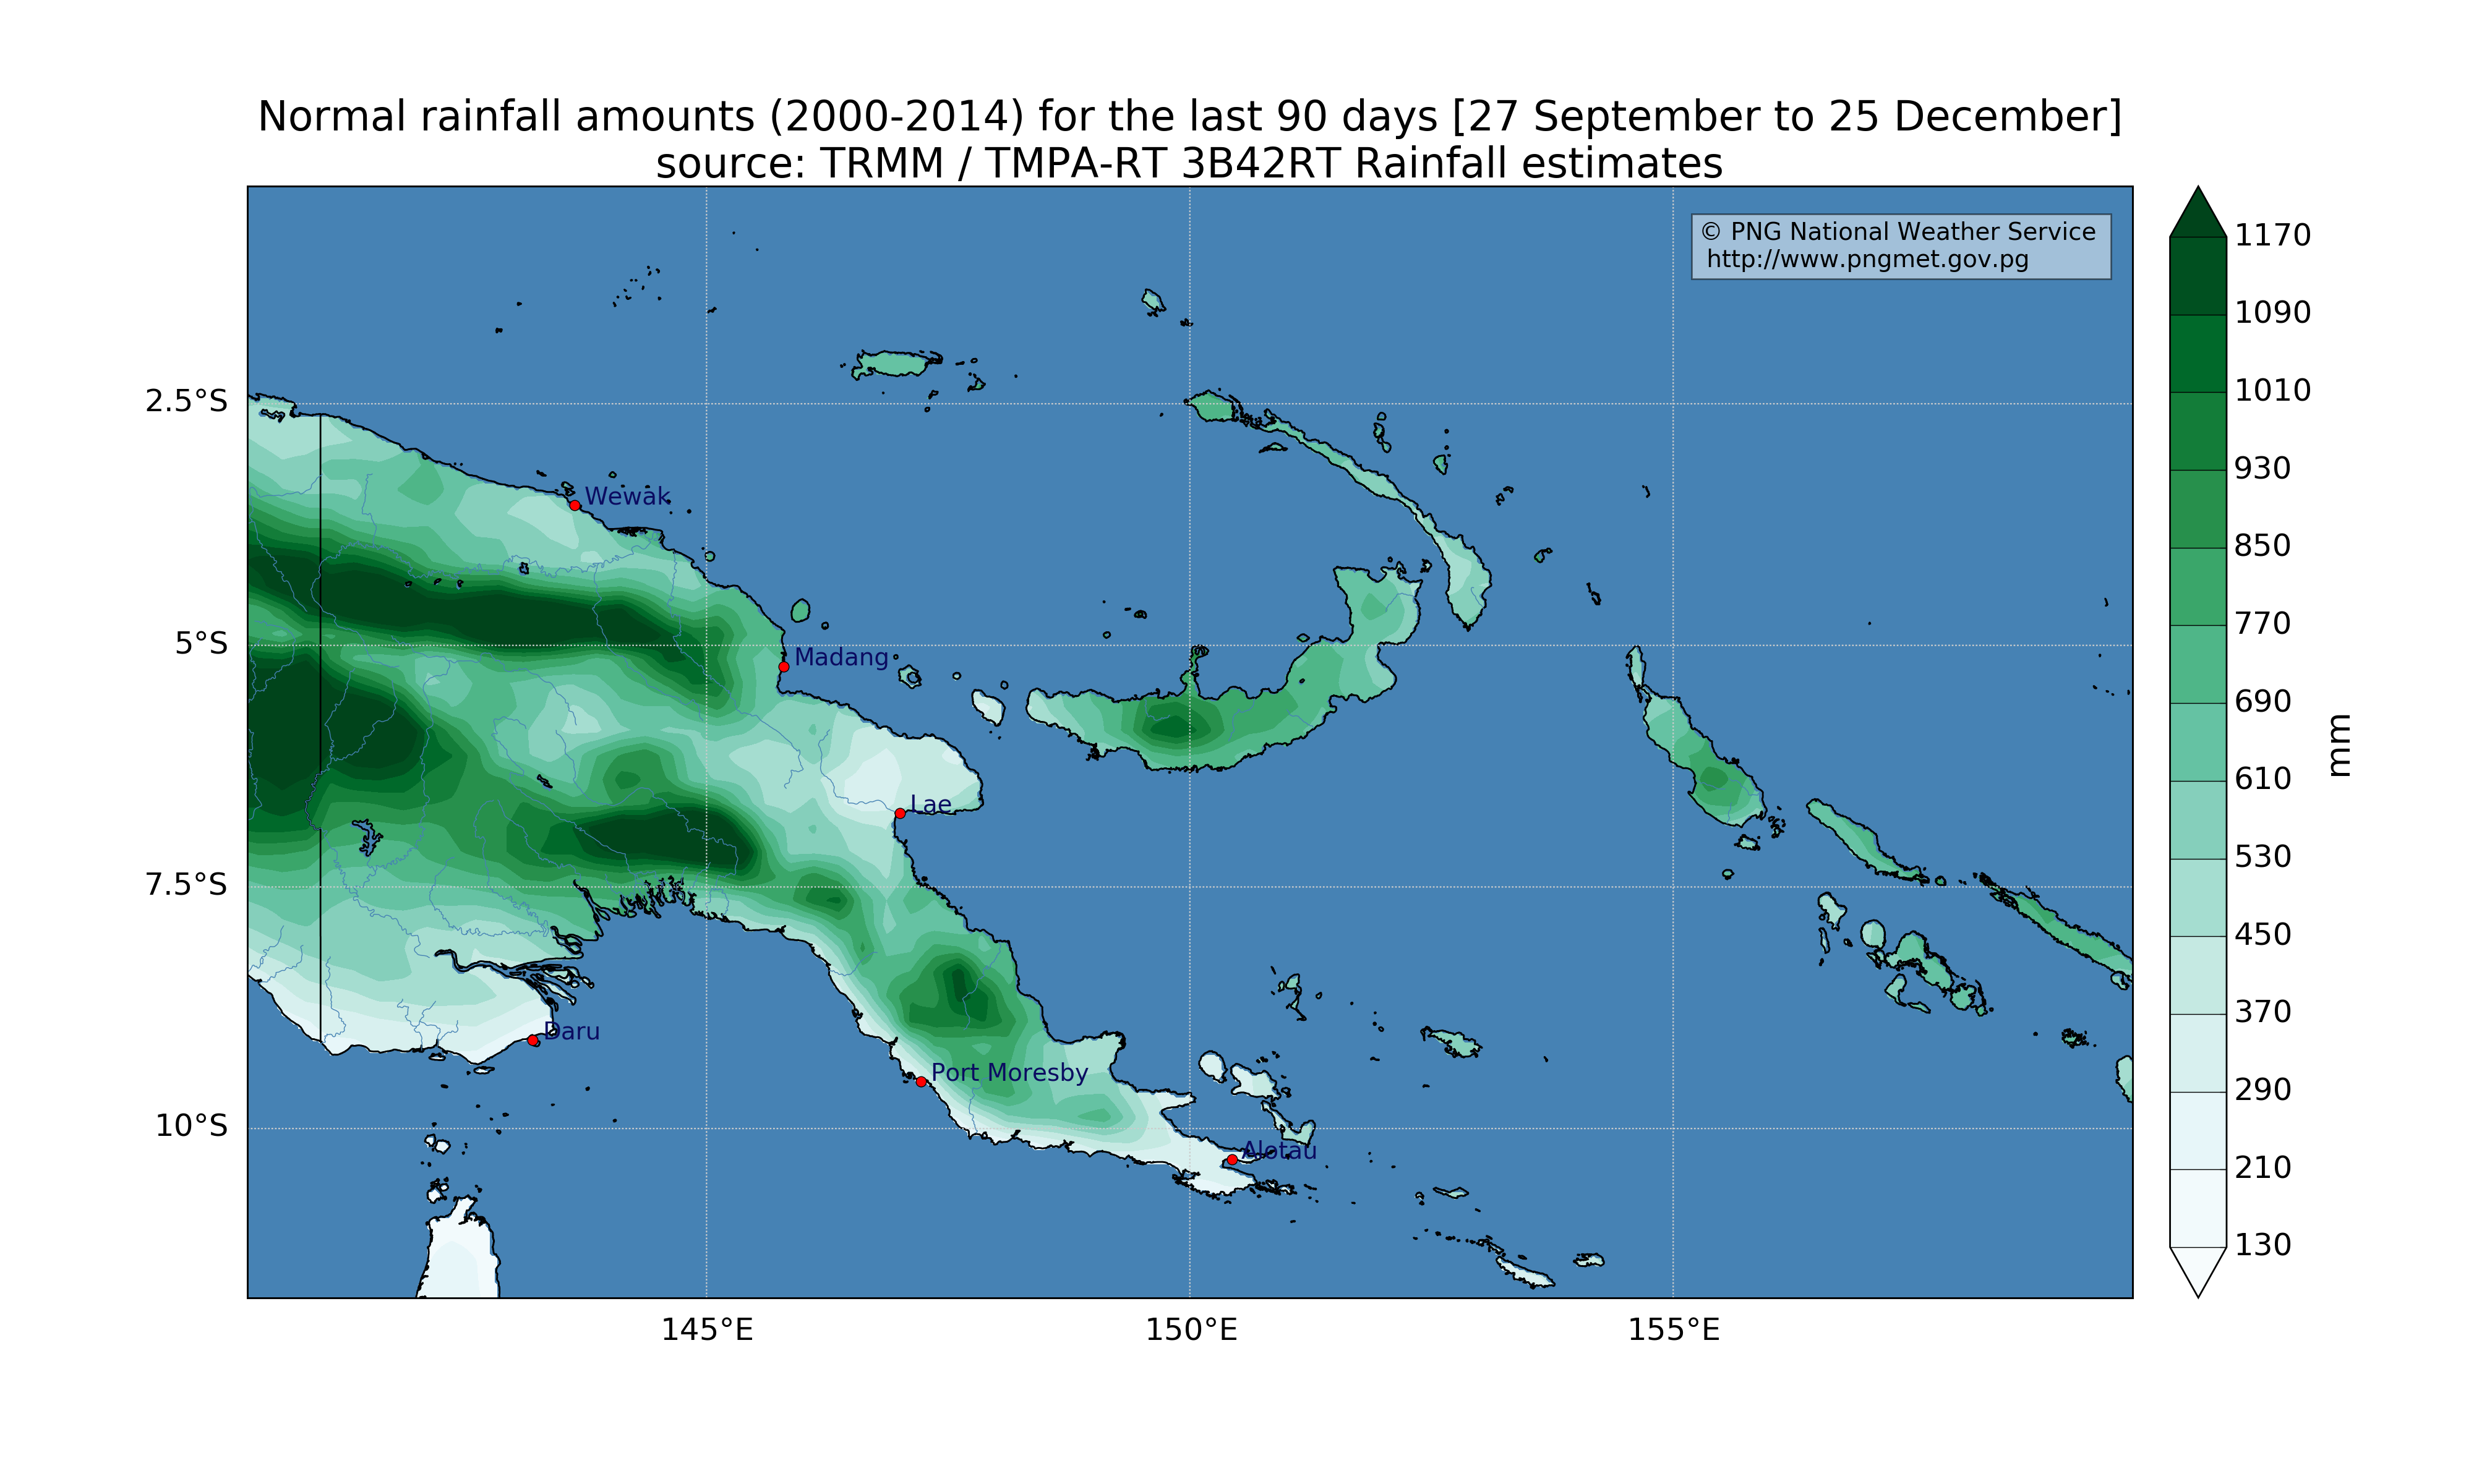 Normal rainfall amounts (2000-2014) for the last 90 days [27 September to 25 December]
source: TRMM / TMPA-RT 3B42RT Rainfall estimates
© PNG National Weather Service
http://www.pngmet.gov.pg
2.5°S
5°S
7.5°S
10°S
145°E
150°E
155°E
Wewak
Madang
Lae
Daru
Port Moresby
Alotau
1170
1090
1010
930
850
770
690
610
530
450
370
290
210
130
mm